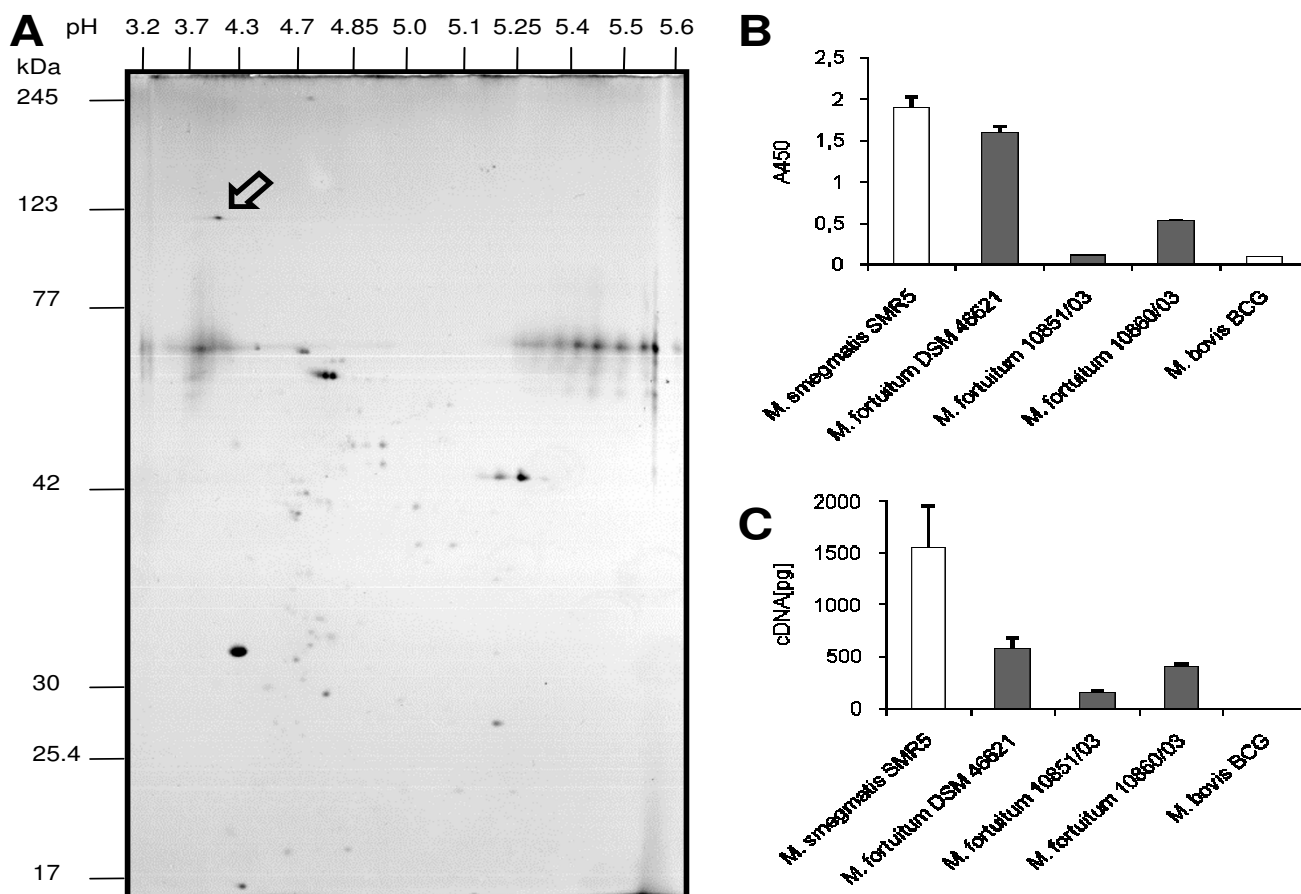 A pH 3.2 3.7 4.3 4.7 4.85 5.0 5.1 5.25 5.4 5.5 5.6
kDa
245
123
77
42
30
25.4
17
B
2,5
2
1,5
1
0,5
0
A450
M. smegmatis SMR5
M. fortuitum DSM 46621
M. fortuitum 10851/03
M. fortuitum 10860/03
M. bovis BCG
C
2000
1500
1000
500
0
cDNA[pg]
M. smegmatis SMR5
M. fortuitum DSM 46621
M. fortuitum 10851/03
M. fortuitum 10860/03
M. bovis BCG